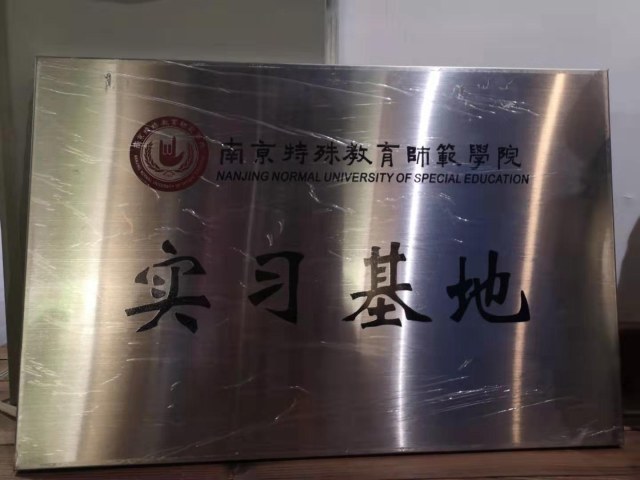 南京特殊教育師範學院
NANJING NORMAL UNIVERSITY OF SPECIAL EDUCATION
实习基地